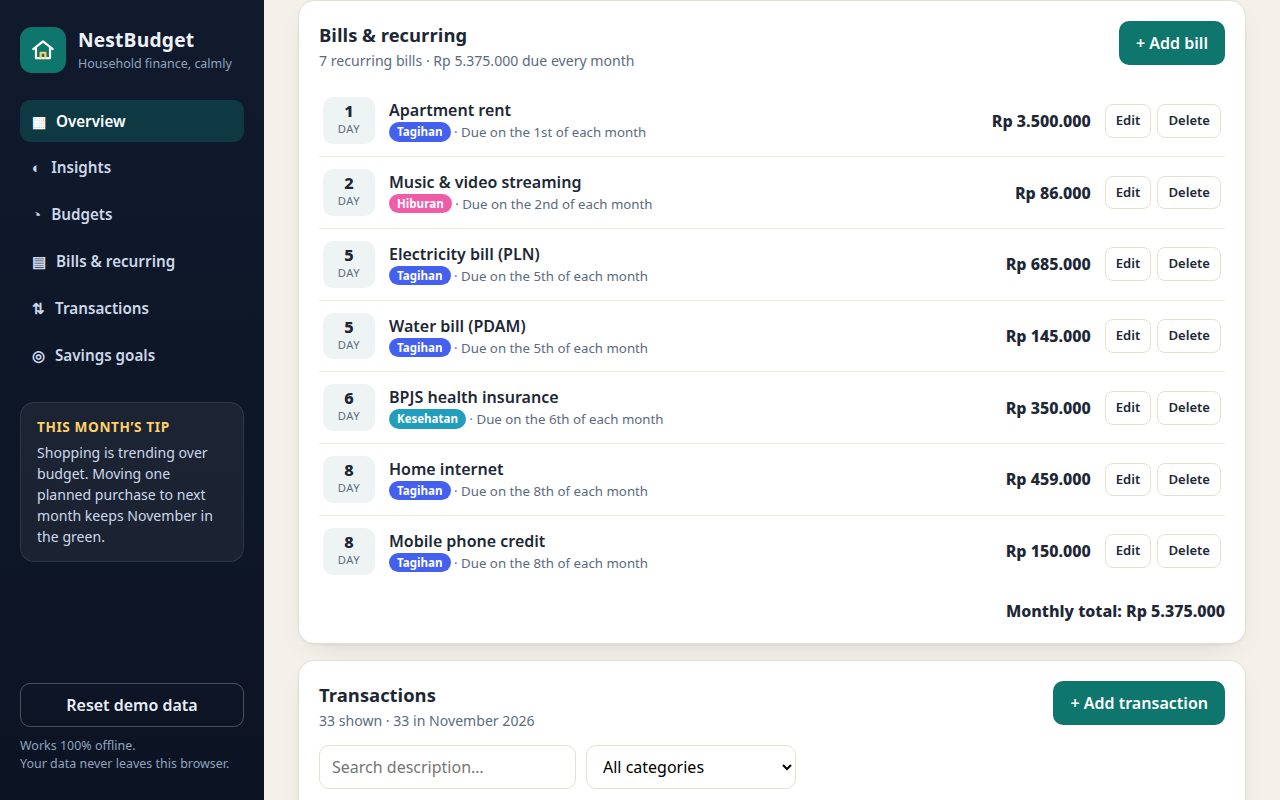 NestBudget
Household finance, calmly
Overview
Insights
Budgets
Bills & recurring
Transactions
Savings goals
THIS MONTH'S TIP
Shopping is trending over
budget. Moving one
planned purchase to next
month keeps November in
the green.
Reset demo data
Works 100% offline.
Your data never leaves this browser.
Bills & recurring
7 recurring bills · Rp 5.375.000 due every month
+ Add bill
1 DAY
Apartment rent
Tagihan · Due on the 1st of each month
Rp 3.500.000 Edit Delete
2 DAY
Music & video streaming
Hiburan · Due on the 2nd of each month
Rp 86.000 Edit Delete
5 DAY
Electricity bill (PLN)
Tagihan · Due on the 5th of each month
Rp 685.000 Edit Delete
5 DAY
Water bill (PDAM)
Tagihan · Due on the 5th of each month
Rp 145.000 Edit Delete
6 DAY
BPJS health insurance
Kesehatan · Due on the 6th of each month
Rp 350.000 Edit Delete
8 DAY
Home internet
Tagihan · Due on the 8th of each month
Rp 459.000 Edit Delete
8 DAY
Mobile phone credit
Tagihan · Due on the 8th of each month
Rp 150.000 Edit Delete
Monthly total: Rp 5.375.000
Transactions
33 shown · 33 in November 2026
+ Add transaction
Search description...
All categories